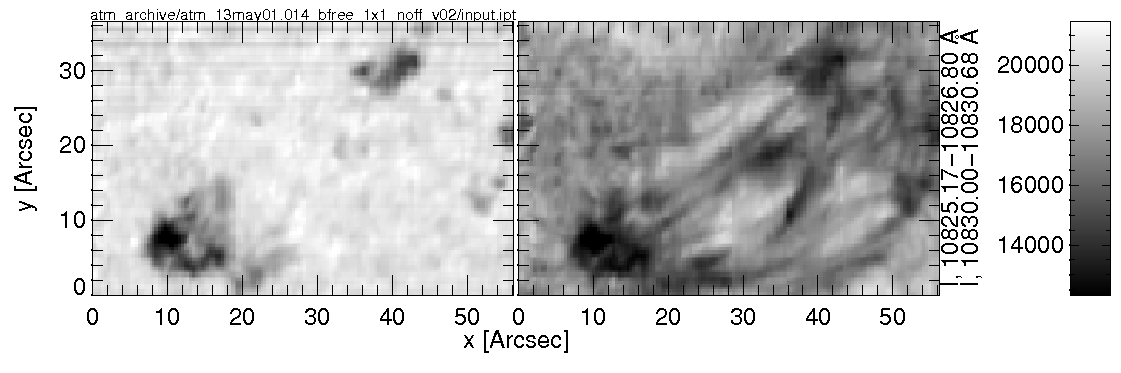 atm_archive/atm_13may01.014_bfree_1x1_noff_v02/input.ipt
30
20
10
0
y [Arcsec]
0 10 20 30 40 50 0 10 20 30 40 50
x [Arcsec]
I, 10825.17-10826.80 Å
I, 10830.00-10830.68 Å
20000
18000
16000
14000